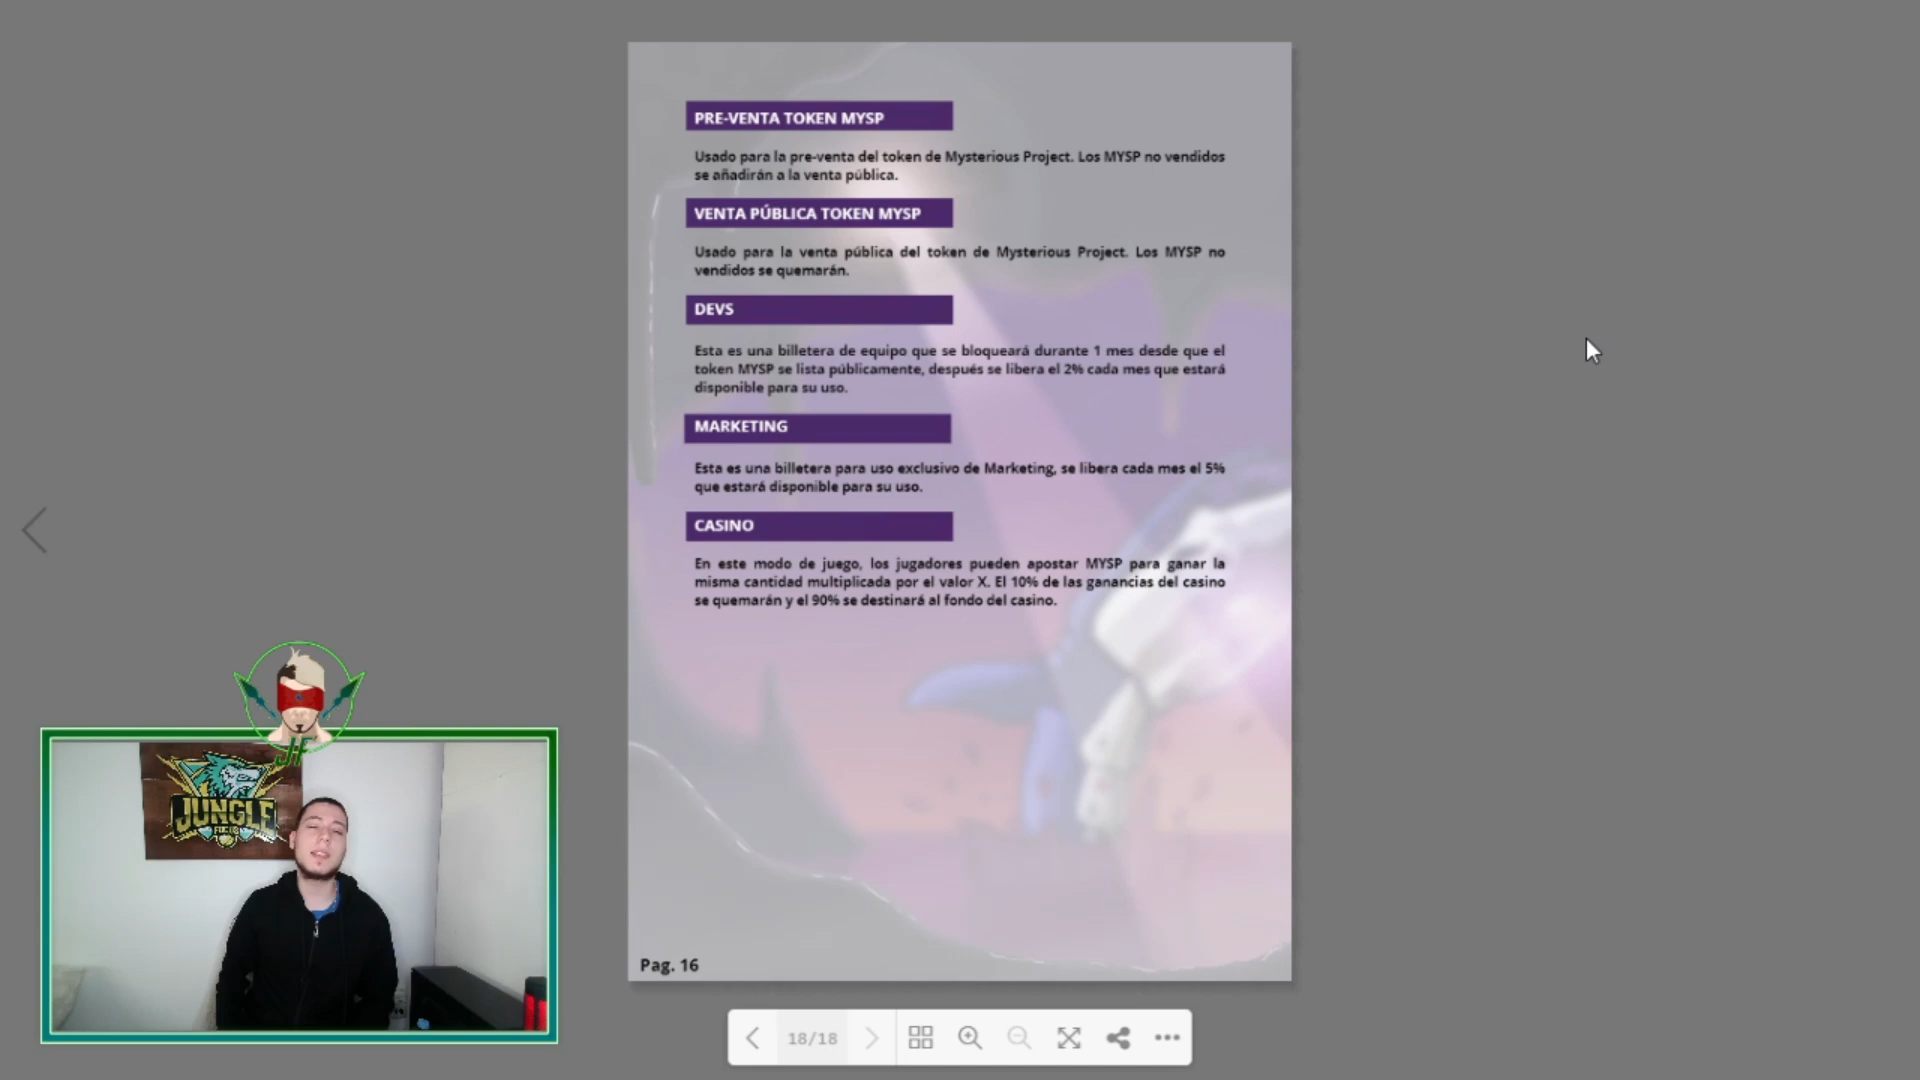 PRE-VENTA TOKEN MYSP
Usado para la pre-venta del token de Mysterious Project. Los MYSP no vendidos
se añadirán a la venta pública.
VENTA PÚBLICA TOKEN MYSP
Usado para la venta pública del token de Mysterious Project. Los MYSP no
vendidos se quemarán.
DEVS
Esta es una billetera de equipo que se bloqueará durante 1 mes desde que el
token MYSP se lista públicamente, después se libera el 2% cada mes que estará
disponible para su uso.
MARKETING
Esta es una billetera para uso exclusivo de Marketing, se libera cada mes el 5%
que estará disponible para su uso.
CASINO
En este modo de juego, los jugadores pueden apostar MYSP para ganar la
misma cantidad multiplicada por el valor X. El 10% de las ganancias del casino
se quemarán y el 90% se destinará al fondo del casino.
JF
JUNGLE
FOCUS
Pag. 16
18/18